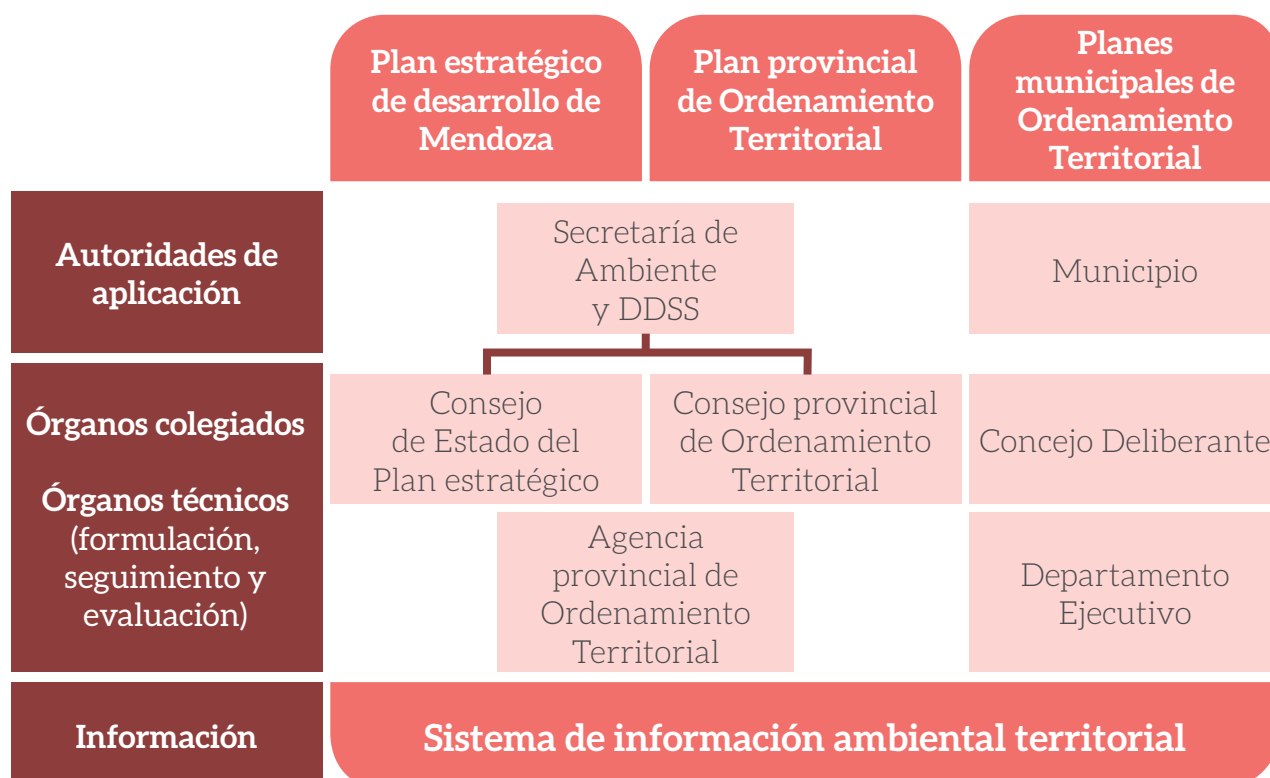 Plan estratégico
de desarrollo de
Mendoza
Plan provincial
de Ordenamiento
Territorial
Planes
municipales de
Ordenamiento
Territorial
Autoridades de
aplicación
Secretaría de
Ambiente
y DDSS
Municipio
Órganos colegiados
Órganos técnicos
(formulación,
seguimiento y
evaluación)
Consejo
de Estado del
Plan estratégico
Consejo provincial
de Ordenamiento
Territorial
Concejo Deliberante
Agencia
provincial de
Ordenamiento
Territorial
Departamento
Ejecutivo
Información
Sistema de información ambiental territorial